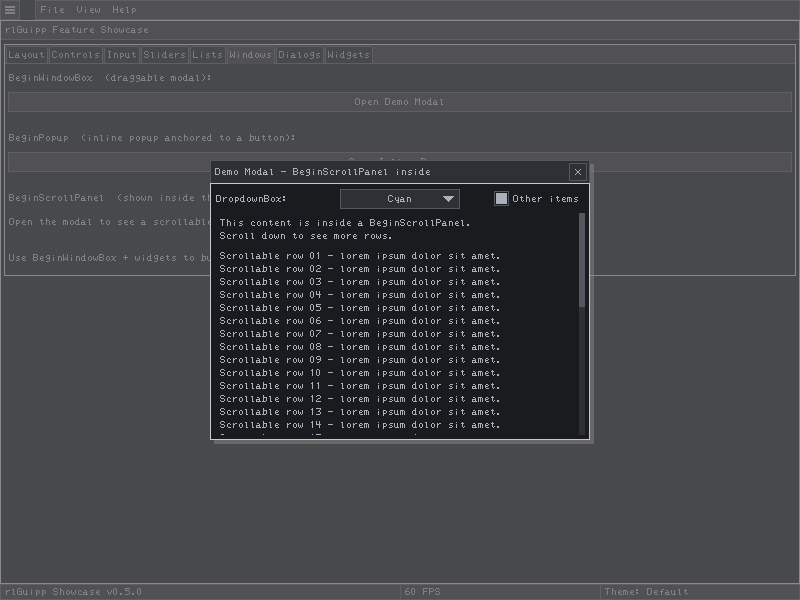 File View Help
rlGuipp Feature Showcase
Layout Controls Input Sliders Lists Windows Dialogs Widgets
BeginWindowBox (draggable modal):
Open Demo Modal
BeginPopup (inline popup anchored to a button):
Demo Modal - BeginScrollPanel inside
BeginScrollPanel (shown inside th
DropdownBox: Cyan Other items
Open the modal to see a scrollable
This content is inside a BeginScrollPanel.
Scroll down to see more rows.
Use BeginWindowBox + widgets to bu
Scrollable row 01 - lorem ipsum dolor sit amet.
Scrollable row 02 - lorem ipsum dolor sit amet.
Scrollable row 03 - lorem ipsum dolor sit amet.
Scrollable row 04 - lorem ipsum dolor sit amet.
Scrollable row 05 - lorem ipsum dolor sit amet.
Scrollable row 06 - lorem ipsum dolor sit amet.
Scrollable row 07 - lorem ipsum dolor sit amet.
Scrollable row 08 - lorem ipsum dolor sit amet.
Scrollable row 09 - lorem ipsum dolor sit amet.
Scrollable row 10 - lorem ipsum dolor sit amet.
Scrollable row 11 - lorem ipsum dolor sit amet.
Scrollable row 12 - lorem ipsum dolor sit amet.
Scrollable row 13 - lorem ipsum dolor sit amet.
Scrollable row 14 - lorem ipsum dolor sit amet.
rlGuipp Showcase v0.5.0
60 FPS
Theme: Default